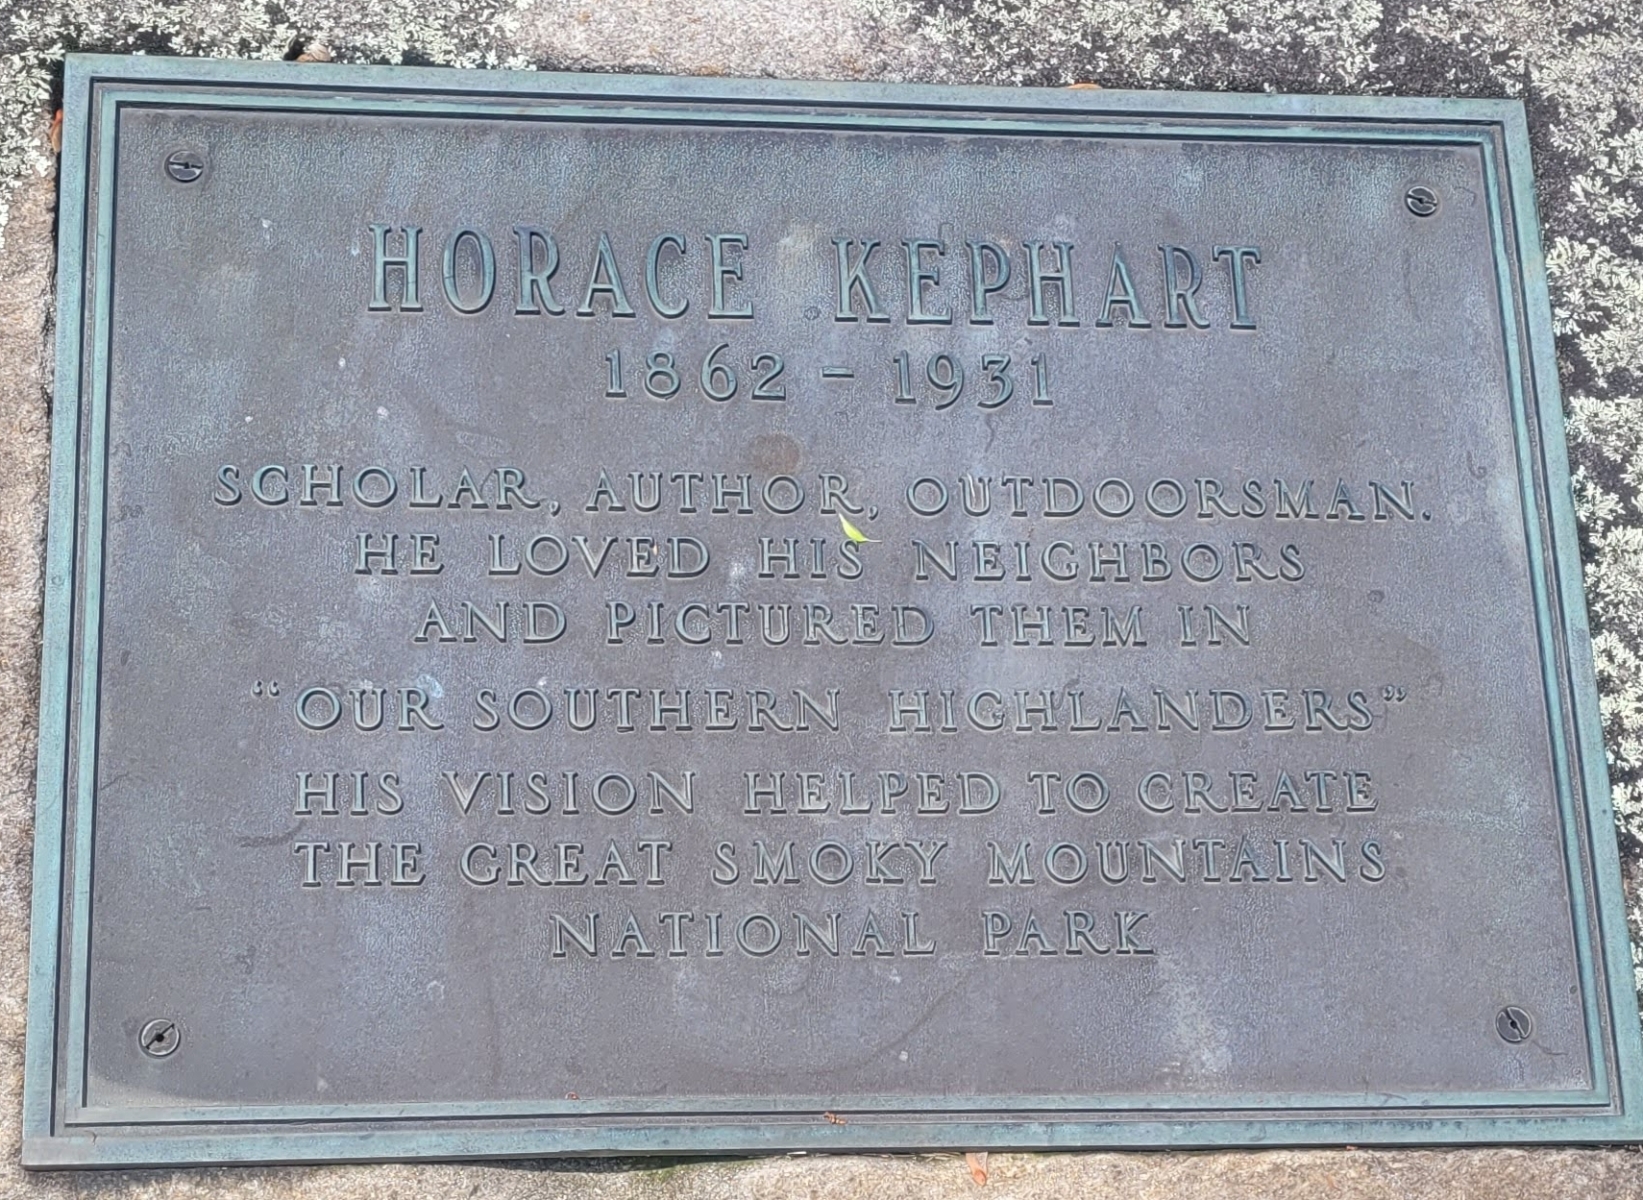 HORACE KEPHART
1862 - 1931
SCHOLAR, AUTHOR, OUTDOORSMAN.
HE LOVED HIS NEIGHBORS
AND PICTURED THEM IN
“OUR SOUTHERN HIGHLANDERS”
HIS VISION HELPED TO CREATE
THE GREAT SMOKY MOUNTAINS
NATIONAL PARK